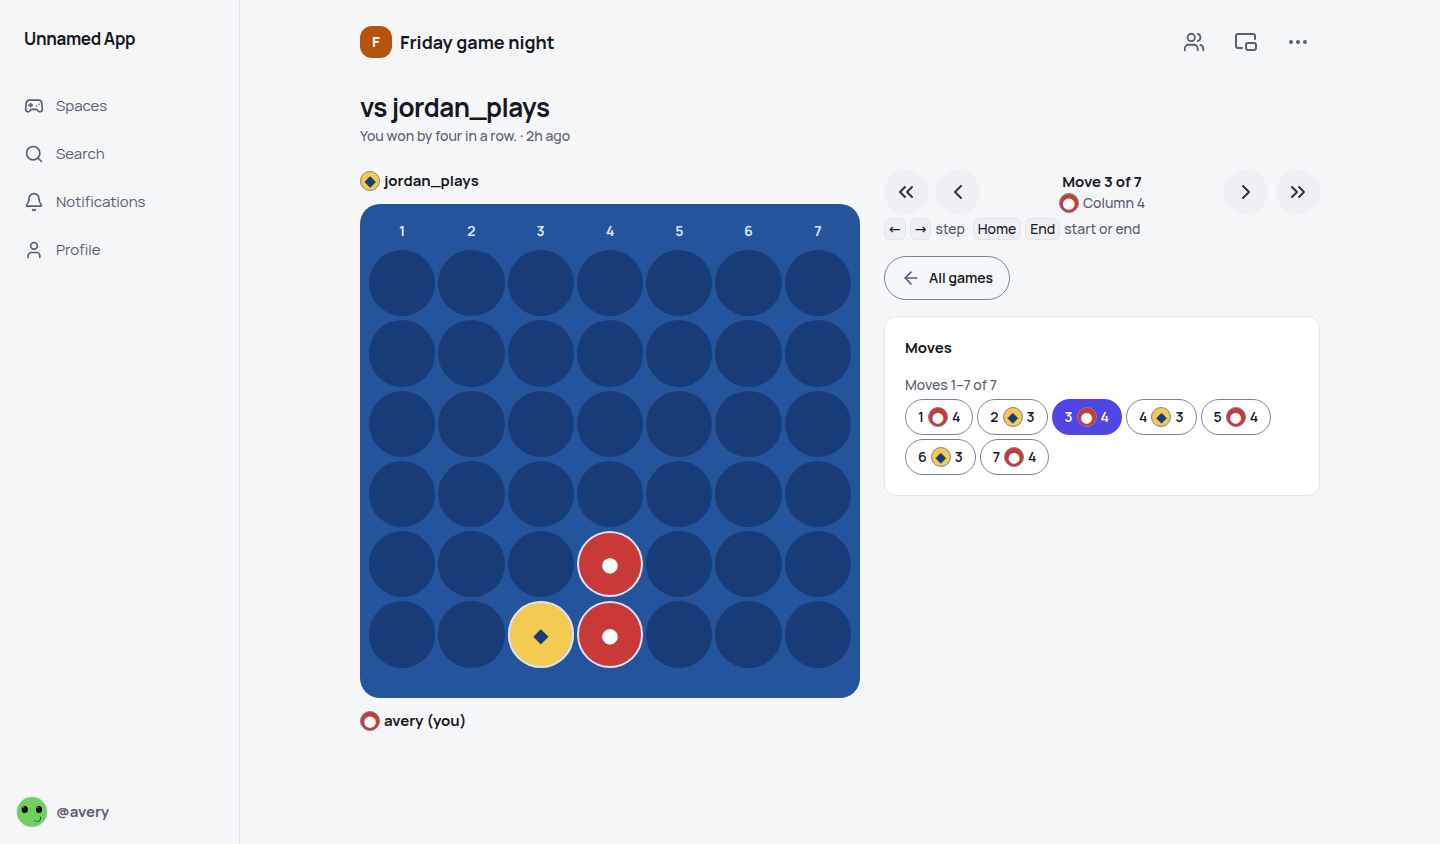 Unnamed App
Spaces
Search
Notifications
Profile
@avery
F Friday game night
vs jordan_plays
You won by four in a row. · 2h ago
jordan_plays
1 2 3 4 5 6 7
avery (you)
Move 3 of 7
Column 4
← → step Home End start or end
All games
Moves
Moves 1–7 of 7
1 4 2 3 3 4 4 3 5 4
6 3 7 4